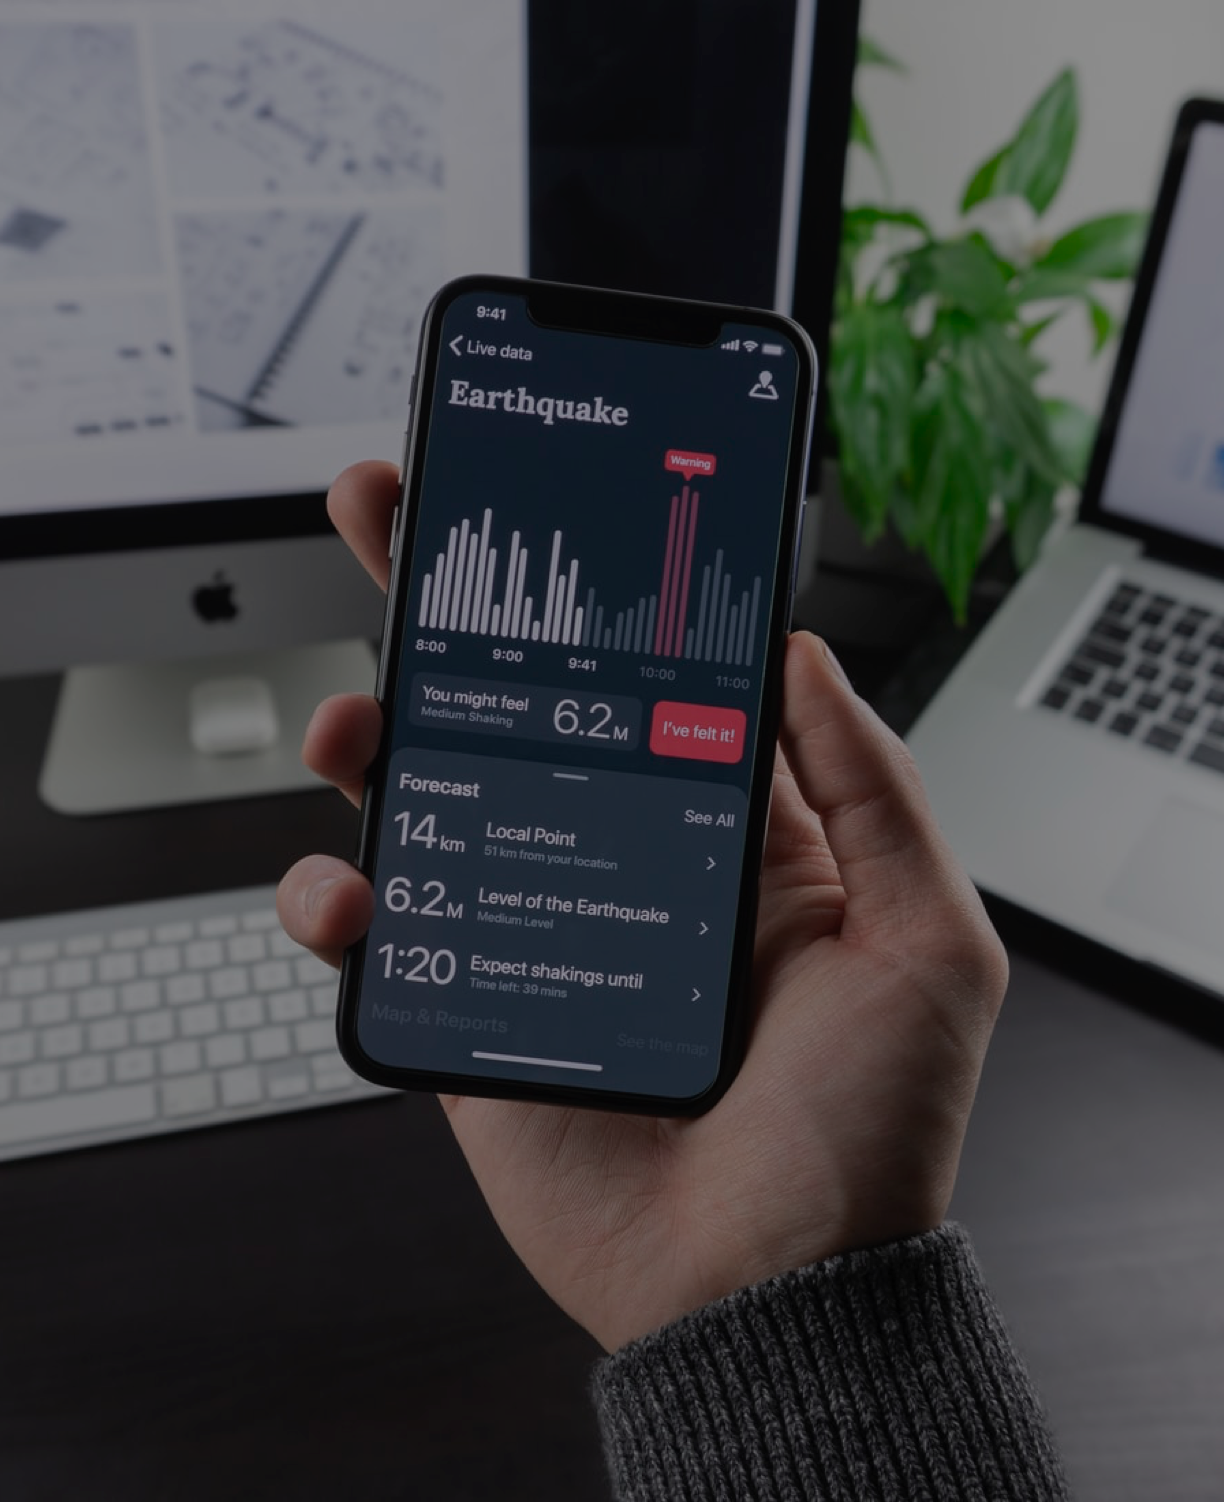 9:41
Live data
Earthquake
Warning
8:00
9:00
9:41
10:00
11:00
You might feel
Medium Shaking
6.2M
I've felt it!
Forecast
See All
14 km
Local Point
51 km from your location
6.2M
Level of the Earthquake
Medium Level
1:20
Expect shakings until
Time left: 39 mins
Map & Reports
See the map